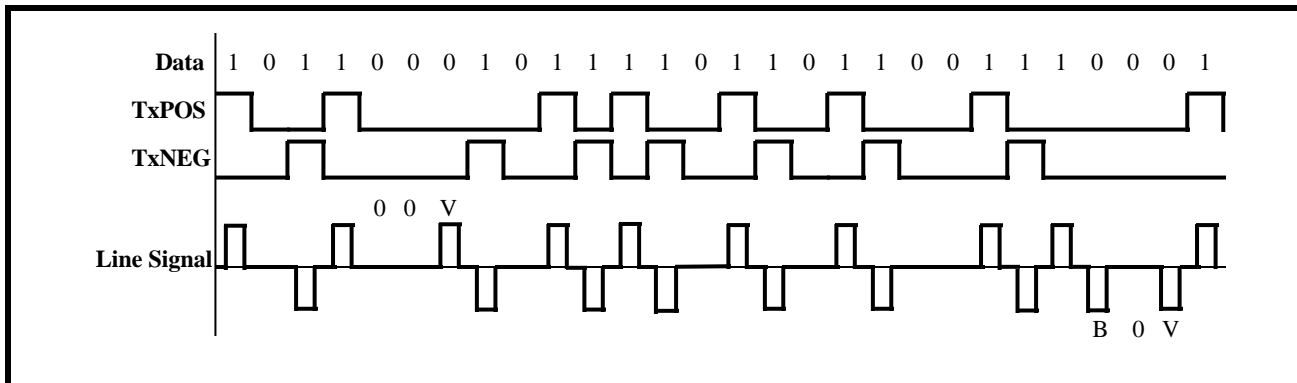 Data 1 0 1 1 0 0 0 1 0 1 1 1 1 0 1 1 0 1 1 0 0 1 1 1 0 0 0 1
TxPOS
TxNEG
0 0 V
Line Signal
B 0 V